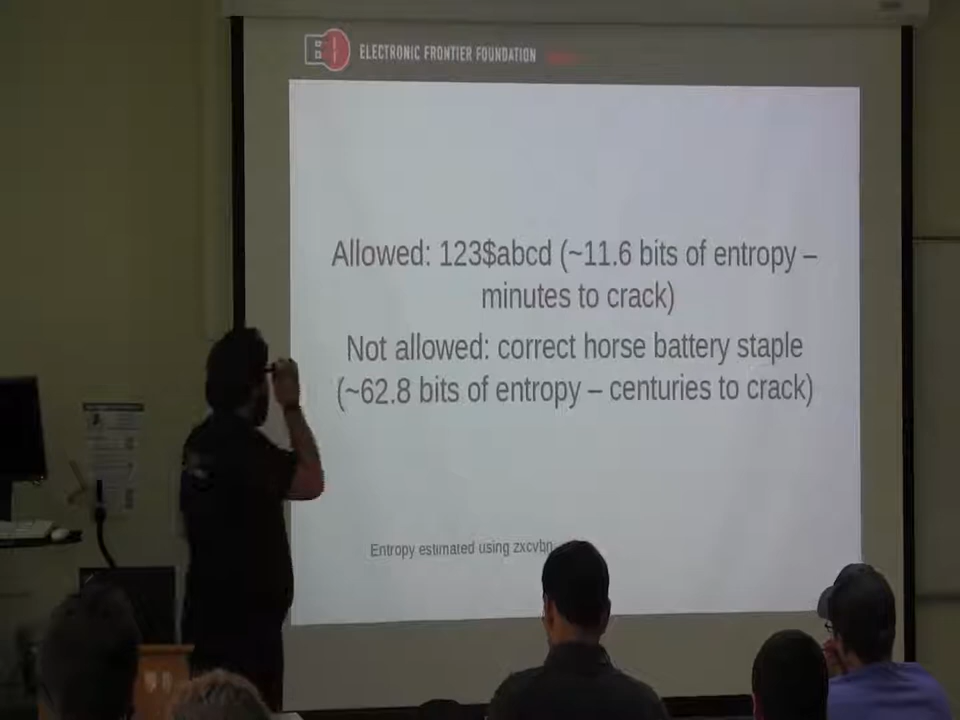 ELECTRONIC FRONTIER FOUNDATION
Allowed: 123$abcd (~11.6 bits of entropy –
minutes to crack)
Not allowed: correct horse battery staple
(~62.8 bits of entropy – centuries to crack)
Entropy estimated using zxcvbn